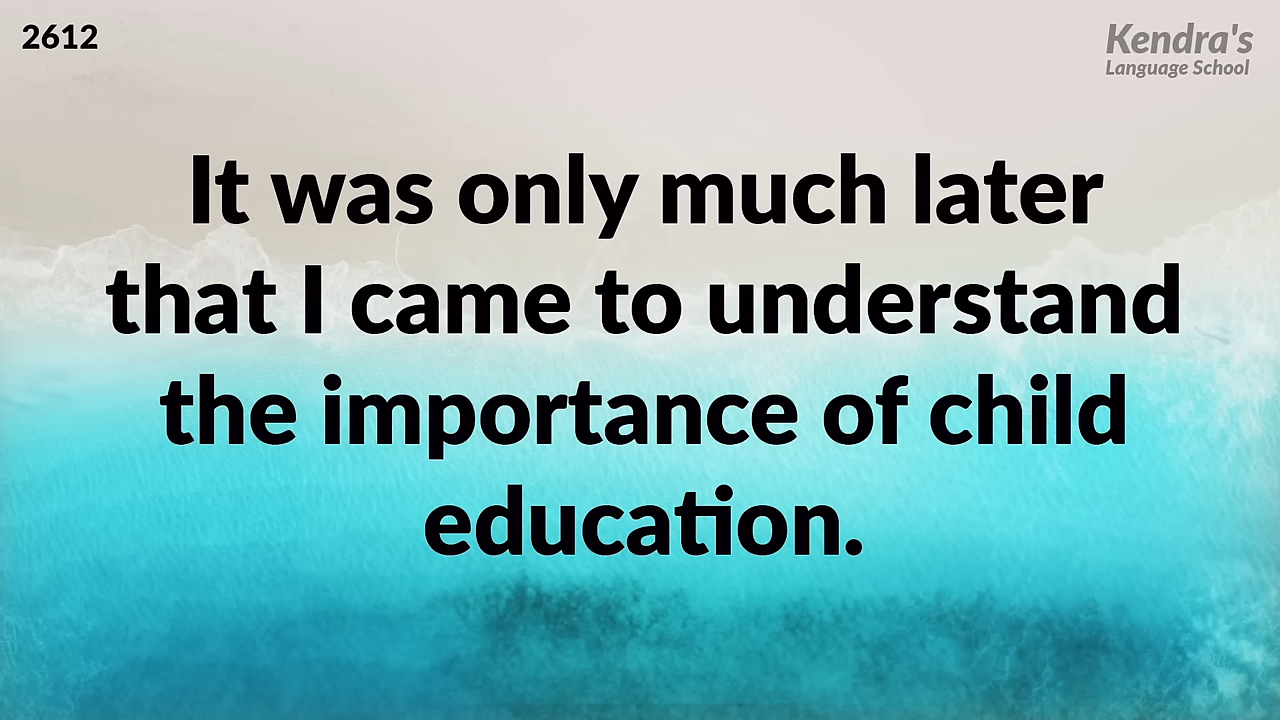 2612
Kendra's
Language School
It was only much later
that I came to understand
the importance of child
education.